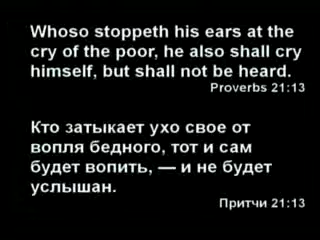 Whoso stoppeth his ears at the
cry of the poor, he also shall cry
himself, but shall not be heard.
Proverbs 21:13
Кто затыкает ухо свое от
вопля бедного, тот и сам
будет вопить, — и не будет
услышан.
Притчи 21:13